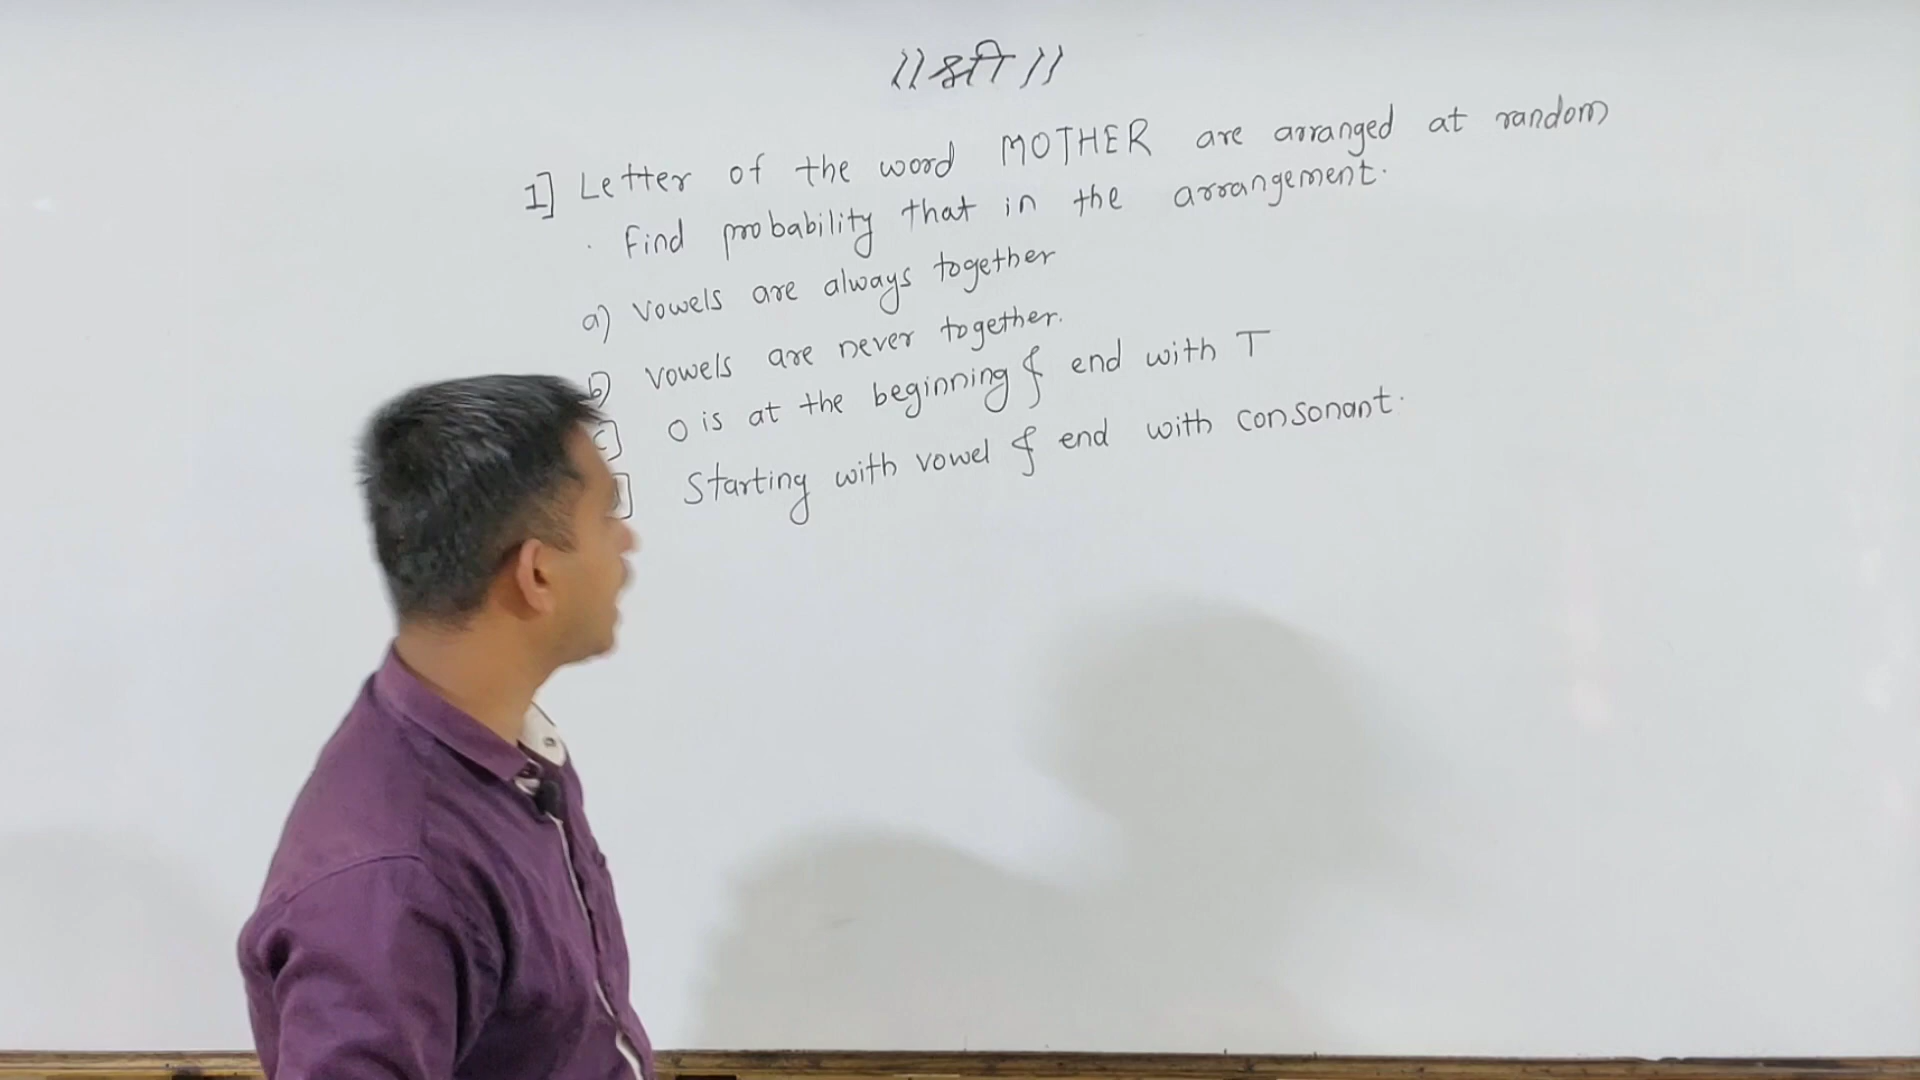 ।।श्री।।
1] Letter of the word MOTHER are arranged at random
. Find probability that in the arrangement.
a) Vowels are always together
b) Vowels are never together.
c] O is at the beginning & end with T
] Starting with vowel & end with consonant.